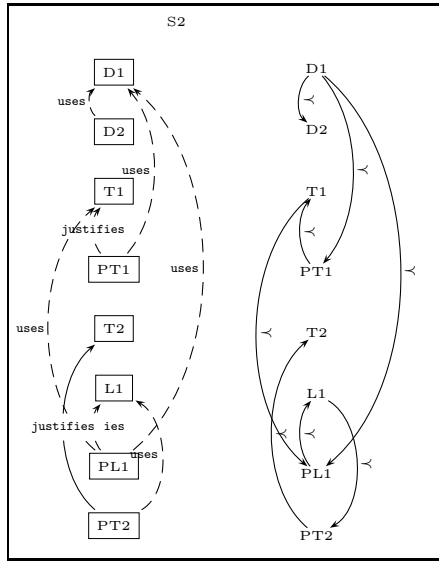 S2
D1 D1
uses ≺
D2 D2
uses ≺
T1 T1
justifies ≺
PT1 PT1
uses ≺
T2 T2
uses ≺
L1 L1
justifies ies ≺ ≺
uses ≺
PL1 PL1
PT2 PT2